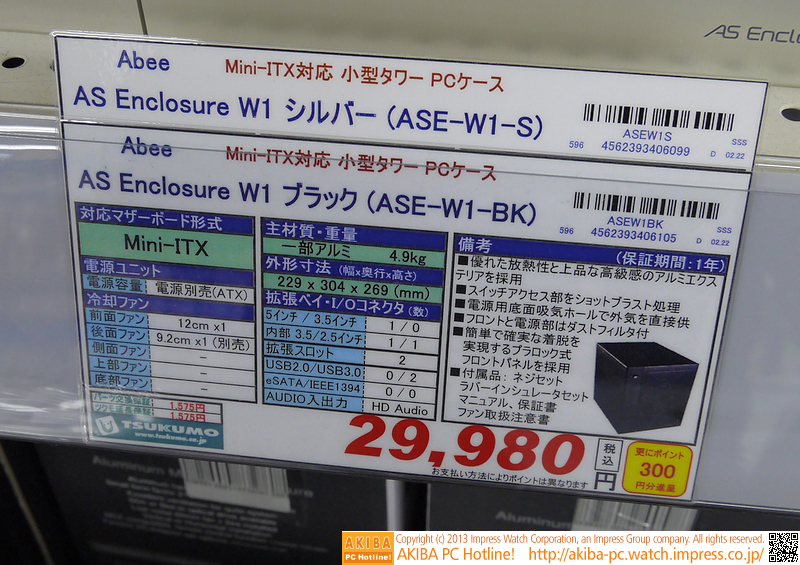 AS Enclo
Abee Mini-ITX対応 小型タワー PCケース
AS Enclosure W1 シルバー (ASE-W1-S)
ASEW1S
596 4562393406099 D 02.22
SSS
Abee Mini-ITX対応 小型タワー PCケース
AS Enclosure W1 ブラック (ASE-W1-BK)
ASEW1BK
596 4562393406105 D 02.22
SSS
対応マザーボード形式
Mini-ITX
電源ユニット
電源容量 電源別売(ATX)
冷却ファン
前面ファン 12cm x1
後面ファン 9.2cm x1 (別売)
側面ファン –
上部ファン –
底部ファン –
パーツ交換保証 1,575円
1,575円
TSUKUMO
www.tsukumo.co.jp
主材質・重量
一部アルミ 4.9kg
外形寸法 (幅x奥行x高さ)
229 x 304 x 269 (mm)
拡張ベイ・I/Oコネクタ (数)
5インチ / 3.5インチ 1 / 0
内部 3.5/2.5インチ 1 / 1
拡張スロット 2
USB2.0/USB3.0 0 / 2
eSATA/IEEE1394 0 / 0
AUDIO入出力 HD Audio
備考 (保証期間:1年)
■優れた放熱性と上品な高級感のアルミエクス
テリアを採用
■スイッチアクセス部をショットブラスト処理
■電源用底面吸気ホールで外気を直接供
■フロントと電源部はダストフィルタ付
■簡単で確実な着脱を
実現するブラロック式
フロントパネルを採用
■付属品: ネジセット
ラバーインシュレータセット
マニュアル、保証書
ファン取扱注意書
29,980円
税込
お支払い方法によりポイントは異なります
更にポイント
300
円分進呈
Aluminum M
Aluminum
AKIBA
PC Hotline!
Copyright (c) 2013 Impress Watch Corporation, an Impress Group company. All rights reserved.
AKIBA PC Hotline! http://akiba-pc.watch.impress.co.jp/